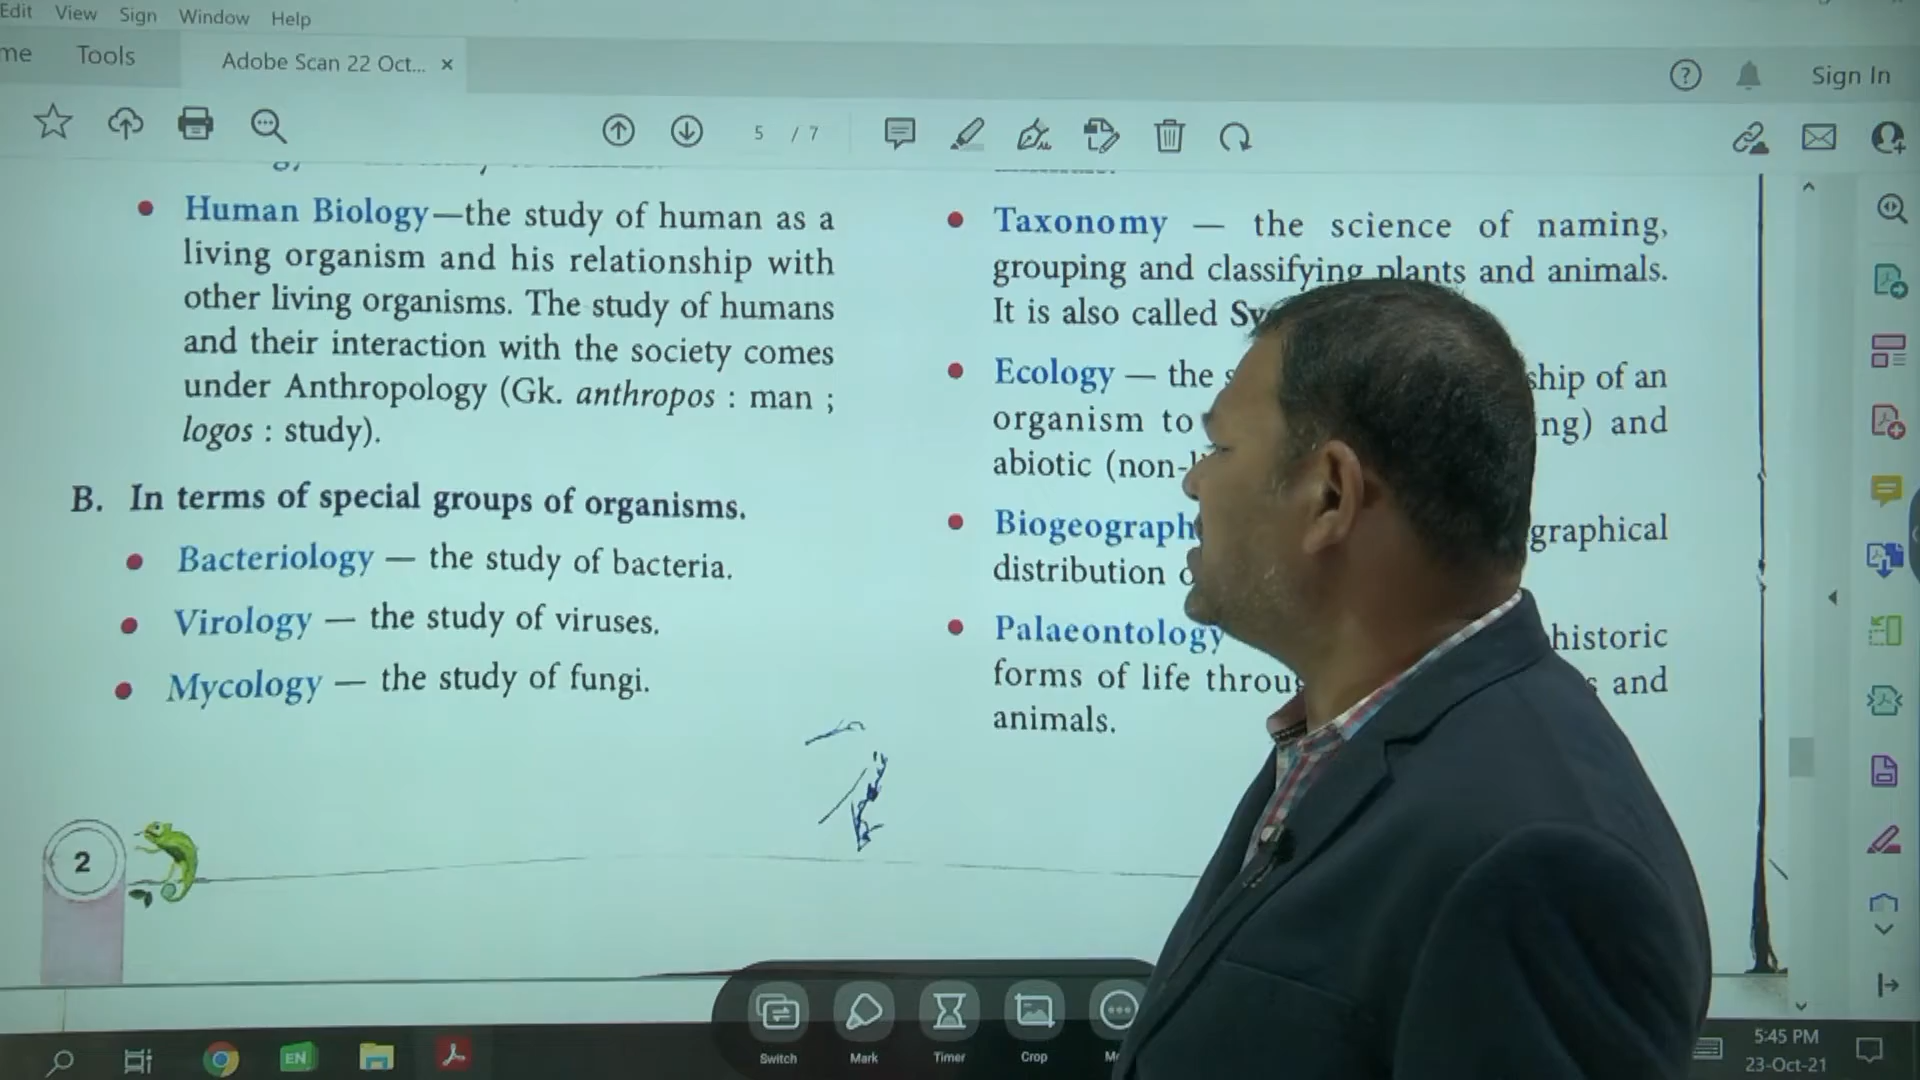 Edit View Sign Window Help
me Tools Adobe Scan 22 Oct... ×
Sign In
5 / 7
Human Biology—the study of human as a
living organism and his relationship with
other living organisms. The study of humans
and their interaction with the society comes
under Anthropology (Gk. anthropos : man ;
logos : study).
B. In terms of special groups of organisms.
Bacteriology — the study of bacteria.
Virology — the study of viruses.
Mycology — the study of fungi.
2
Taxonomy — the science of naming,
grouping and classifying plants and animals.
It is also called
Ecology — the ship of an
organism to ng) and
abiotic (non-
Biogeograph graphical
distribution
Palaeontology historic
forms of life and
animals.
Switch Mark Timer Crop
EN
5:45 PM
23-Oct-21